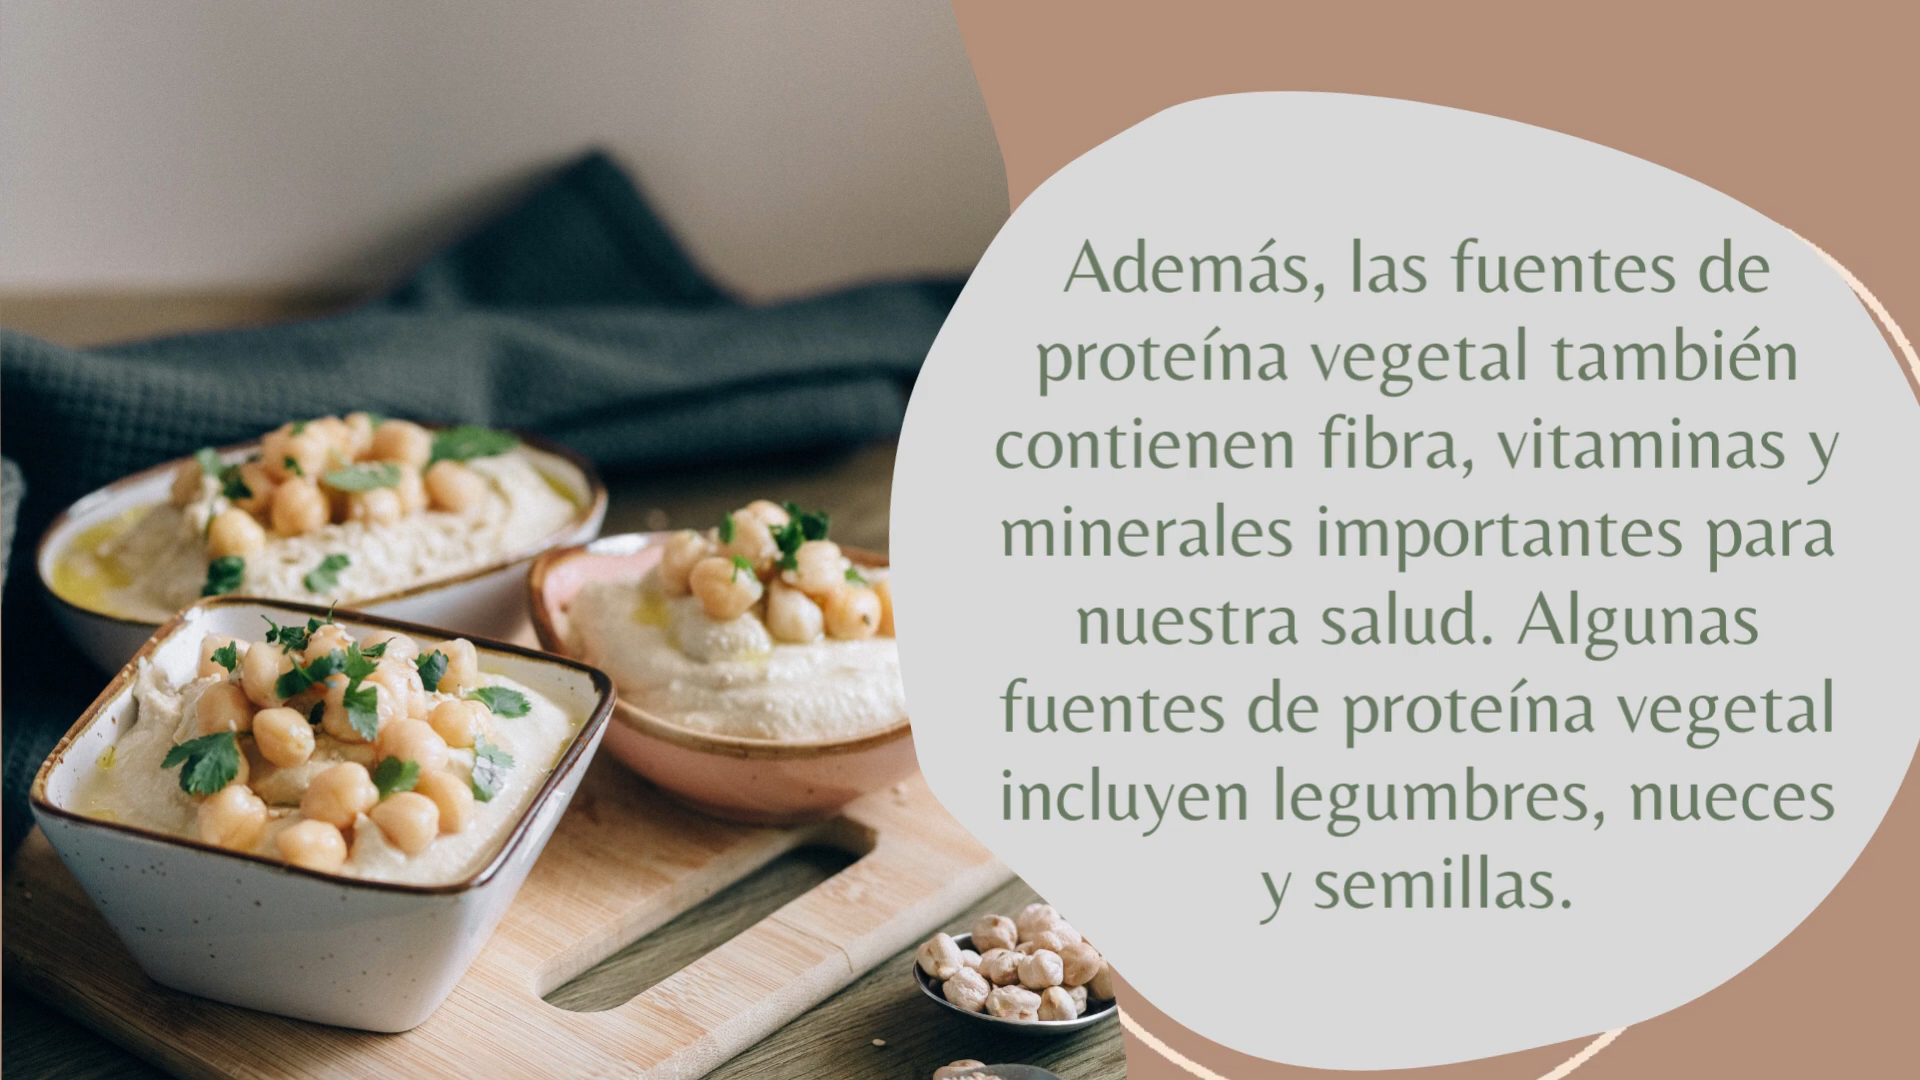 Además, las fuentes de
proteína vegetal también
contienen fibra, vitaminas y
minerales importantes para
nuestra salud. Algunas
fuentes de proteína vegetal
incluyen legumbres, nueces
y semillas.